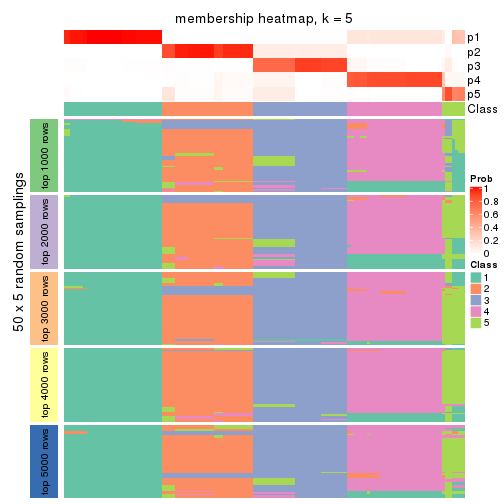 membership heatmap, k = 5
p1
p2
p3
p4
p5
Class
50 x 5 random samplings
top 1000 rows
top 2000 rows
top 3000 rows
top 4000 rows
top 5000 rows
Prob
1
0.8
0.6
0.4
0.2
0
Class
1
2
3
4
5